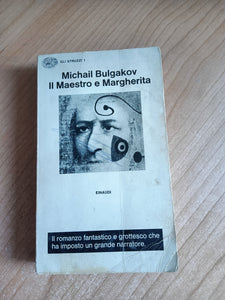 GLI STRUZZI 1
Michail Bulgakov
Il Maestro e Margherita
EINAUDI
Il romanzo fantastico e grottesco che
ha imposto un grande narratore.